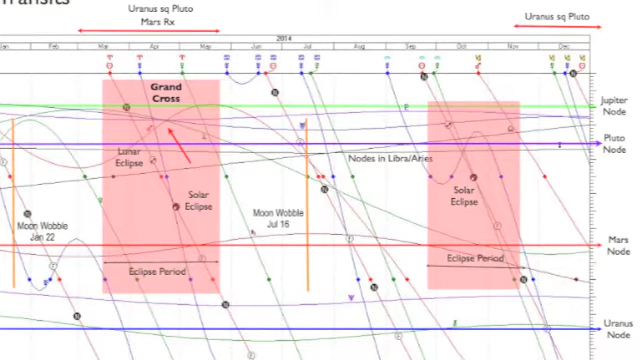 Transits
Uranus sq Pluto
Mars Rx
Uranus sq Pluto
2014
Jan
Feb
Mar
Apr
May
Jun
Jul
Aug
Sep
Oct
Nov
Dec
Grand
Cross
Jupiter
Node
Pluto
Node
Lunar
Eclipse
Nodes in Libra/Aries
Solar
Eclipse
Solar
Eclipse
Moon Wobble
Jul 16
Moon Wobble
Jan 22
Mars
Node
Eclipse Period
Eclipse Period
Uranus
Node